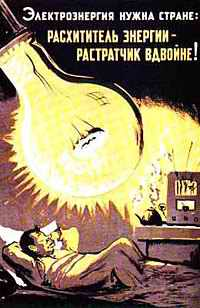 Электроэнергия нужна стране:
расхититель энергии -
растратчик вдвойне!